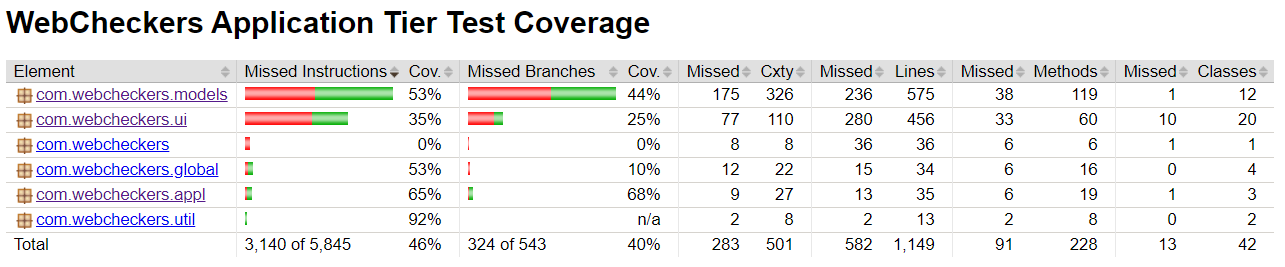 WebCheckers Application Tier Test Coverage
Element Missed Instructions Cov. Missed Branches Cov. Missed Cxty Missed Lines Missed Methods Missed Classes
com.webcheckers.models 53% 44% 175 326 236 575 38 119 1 12
com.webcheckers.ui 35% 25% 77 110 280 456 33 60 10 20
com.webcheckers 0% 0% 8 8 36 36 6 6 1 1
com.webcheckers.global 53% 10% 12 22 15 34 6 16 0 4
com.webcheckers.appl 65% 68% 9 27 13 35 6 19 1 3
com.webcheckers.util 92% n/a 2 8 2 13 2 8 0 2
Total 3,140 of 5,845 46% 324 of 543 40% 283 501 582 1,149 91 228 13 42